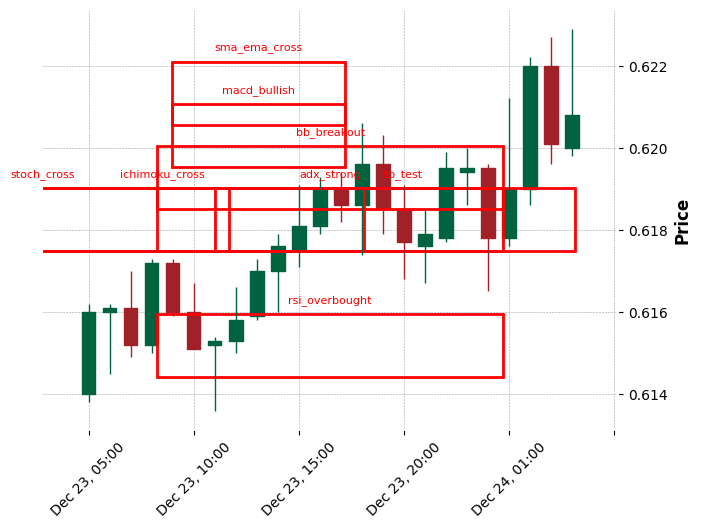 sma_ema_cross
macd_bullish
bb_breakout
stoch_cross
ichimoku_cross
adx_strong
fib_test
rsi_overbought
0.622
0.620
0.618
0.616
0.614
Price
Dec 23, 05:00
Dec 23, 10:00
Dec 23, 15:00
Dec 23, 20:00
Dec 24, 01:00